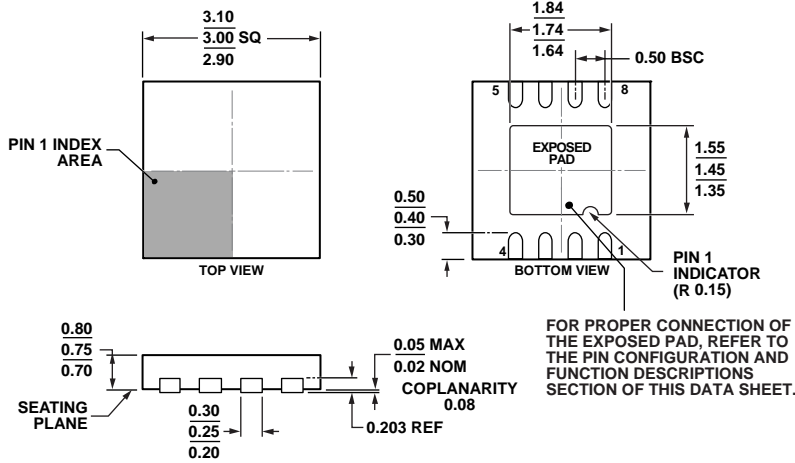 3.10
3.00 SQ
2.90
PIN 1 INDEX
AREA
TOP VIEW
1.84
1.74
1.64
0.50 BSC
5
8
EXPOSED
PAD
1.55
1.45
1.35
0.50
0.40
0.30
4
1
BOTTOM VIEW
PIN 1
INDICATOR
(R 0.15)
FOR PROPER CONNECTION OF
THE EXPOSED PAD, REFER TO
THE PIN CONFIGURATION AND
FUNCTION DESCRIPTIONS
SECTION OF THIS DATA SHEET.
0.80
0.75
0.70
SEATING
PLANE
0.30
0.25
0.20
0.05 MAX
0.02 NOM
COPLANARITY
0.08
0.203 REF